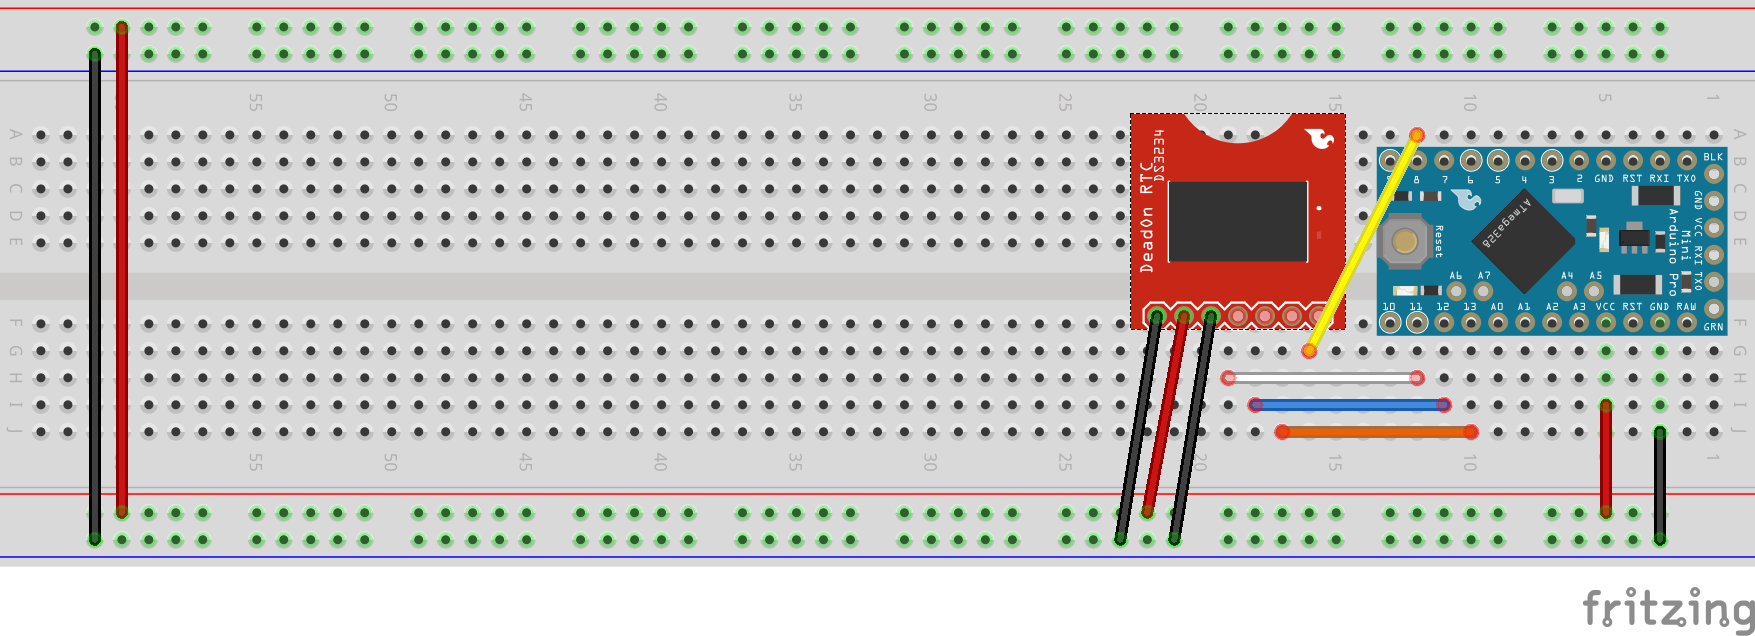 55 50 45 40 35 30 25 20 15 10 5 1
A A
B B
C C
D D
E E
DeadOn RTC
DS3234
9 8 7 6 5 4 3 2 GND RST RXI TXO
BLK
GND
VCC
RXI
TXO
GRN
ATmega328
Arduino Pro
Mini
Reset
A6 A7 A4 A5
10 11 12 13 A0 A1 A2 A3 VCC RST GND RAW
F F
G G
H H
I I
J J
55 50 45 40 35 30 25 20 15 10 5 1
fritzing